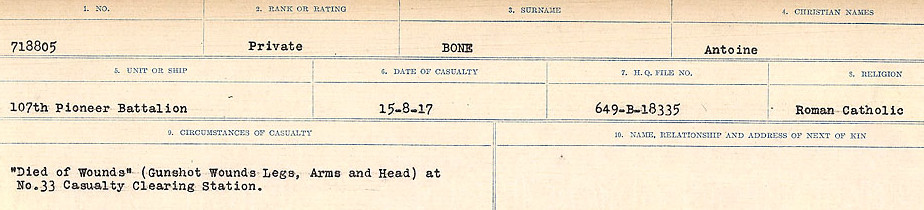 1. NO. 2. RANK OR RATING 3. SURNAME 4. CHRISTIAN NAMES
718805 Private BONE Antoine
5. UNIT OR SHIP 6. DATE OF CASUALTY 7. H.Q. FILE NO. 8. RELIGION
107th Pioneer Battalion 15-8-17 649-B-18335 Roman Catholic
9. CIRCUMSTANCES OF CASUALTY 10. NAME, RELATIONSHIP AND ADDRESS OF NEXT OF KIN
"Died of Wounds" (Gunshot Wounds Legs, Arms and Head) at
No.33 Casualty Clearing Station.